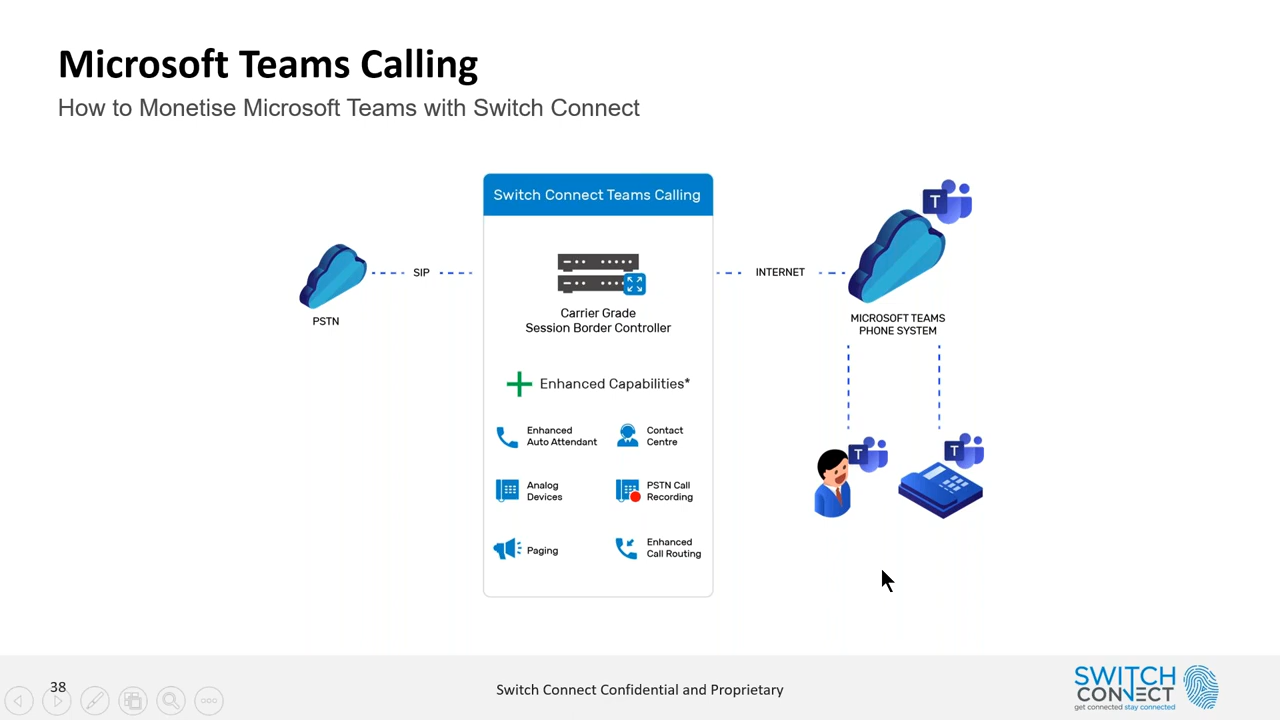 Microsoft Teams Calling
How to Monetise Microsoft Teams with Switch Connect
Switch Connect Teams Calling
T
PSTN
SIP
INTERNET
Carrier Grade
Session Border Controller
MICROSOFT TEAMS
PHONE SYSTEM
Enhanced Capabilities*
Enhanced
Auto Attendant
Contact
Centre
T
T
Analog
Devices
PSTN Call
Recording
Paging
Enhanced
Call Routing
38
Switch Connect Confidential and Proprietary
SWITCH
CONNECT
get connected stay connected